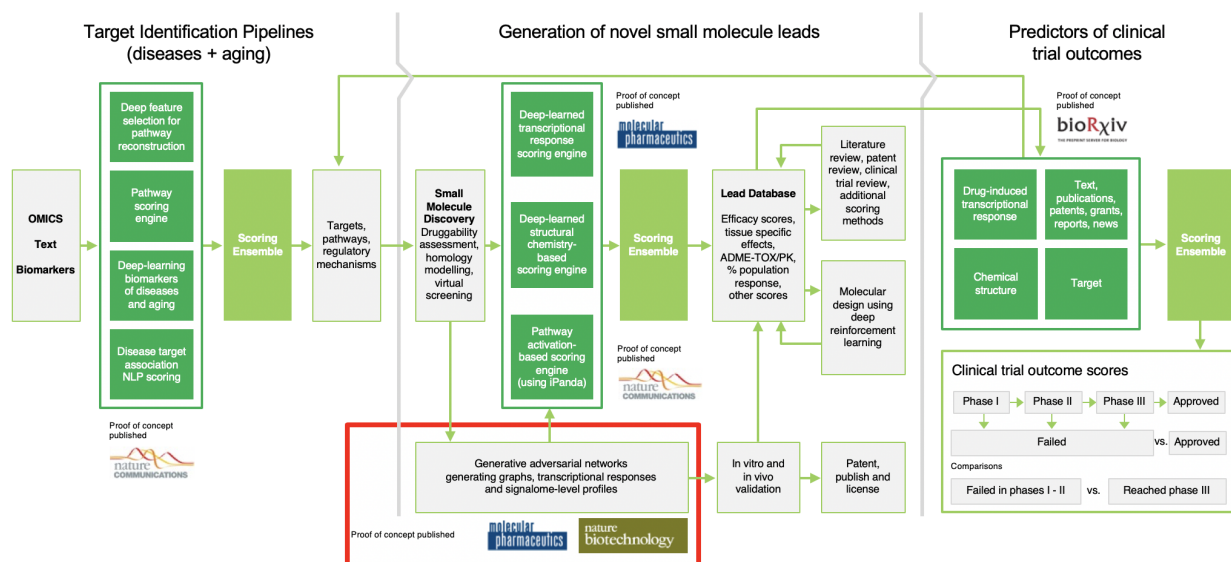 Target Identification Pipelines
(diseases + aging)
Generation of novel small molecule leads
Predictors of clinical
trial outcomes
OMICS
Text
Biomarkers
Deep feature
selection for
pathway
reconstruction
Pathway
scoring
engine
Deep-learning
biomarkers
of diseases
and aging
Disease target
association
NLP scoring
Proof of concept
published
nature
COMMUNICATIONS
Scoring
Ensemble
Targets,
pathways,
regulatory
mechanisms
Small
Molecule
Discovery
Druggability
assessment,
homology
modelling,
virtual
screening
Deep-learned
transcriptional
response
scoring engine
Deep-learned
structural
chemistry-
based
scoring engine
Pathway
activation-
based scoring
engine
(using iPanda)
Proof of concept
published
molecular
pharmaceutics
Scoring
Ensemble
Proof of concept
published
nature
COMMUNICATIONS
Lead Database
Efficacy scores,
tissue specific
effects,
ADME-TOX/PK,
% population
response,
other scores
Literature
review, patent
review, clinical
trial review,
additional
scoring
methods
Molecular
design using
deep
reinforcement
learning
Generative adversarial networks
generating graphs, transcriptional responses
and signalome-level profiles
Proof of concept published
molecular
pharmaceutics
nature
biotechnology
In vitro and
in vivo
validation
Patent,
publish and
license
Proof of concept
published
bioRxiv
THE PREPRINT SERVER FOR BIOLOGY
Drug-induced
transcriptional
response
Text,
publications,
patents, grants,
reports, news
Chemical
structure
Target
Scoring
Ensemble
Clinical trial outcome scores
Phase I
Phase II
Phase III
Approved
Failed
vs.
Approved
Comparisons
Failed in phases I - II
vs.
Reached phase III